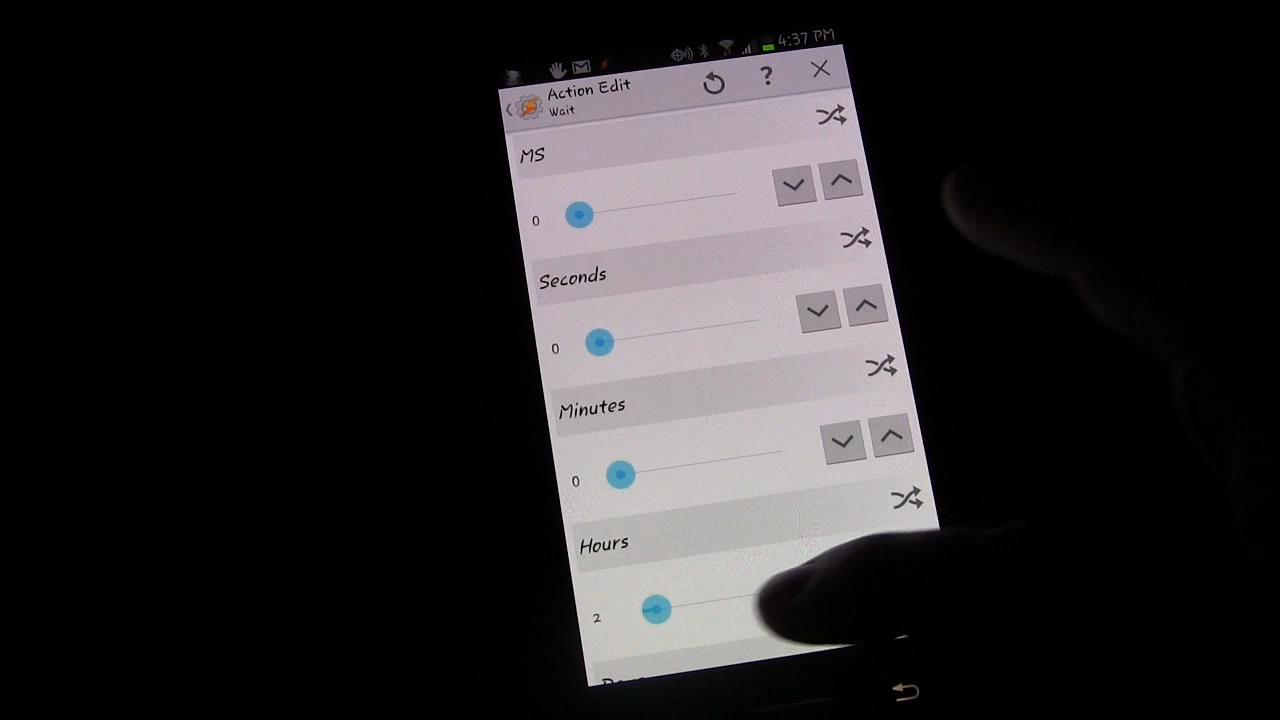 4:37 PM
Action Edit
Wait
?
MS
0
Seconds
0
Minutes
0
Hours
2